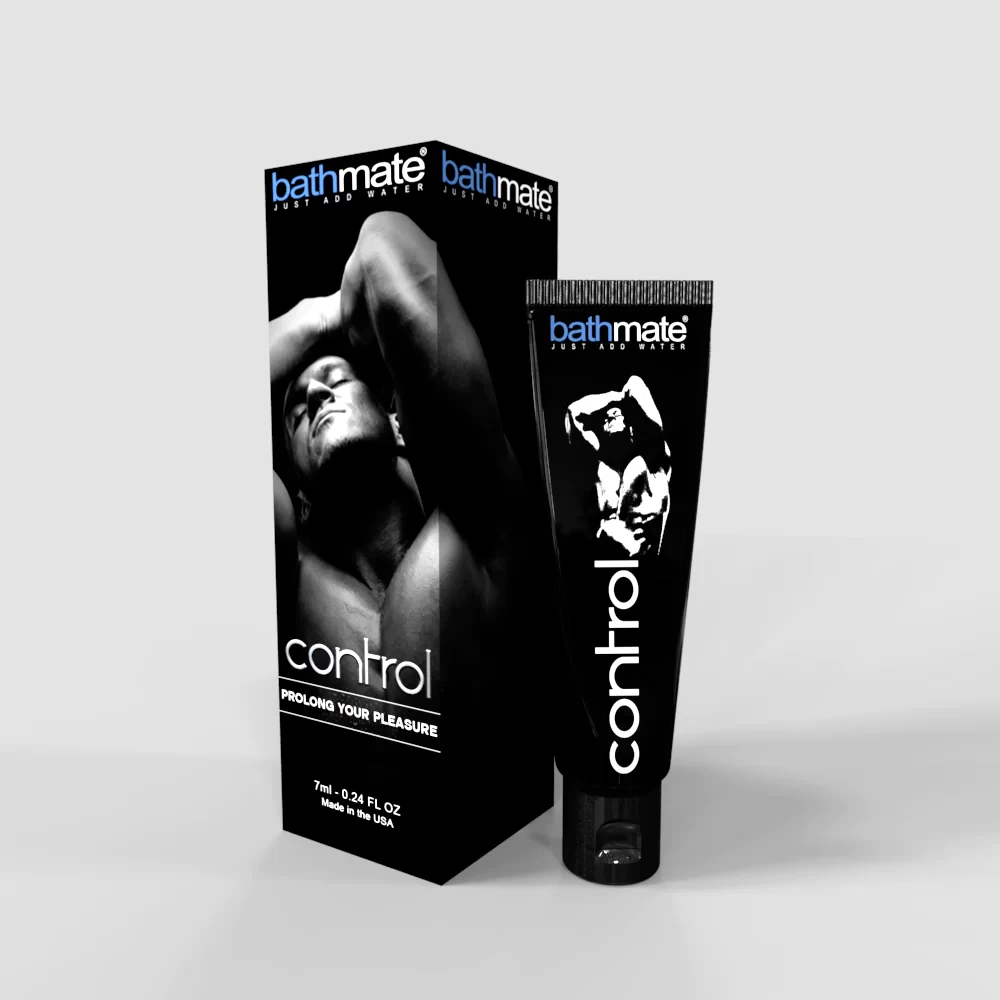 bathmate®
JUST ADD WATER
control
PROLONG YOUR PLEASURE
7ml - 0.24 FL OZ
Made in the USA
bathmate®
JUST ADD WATER
bathmate®
JUST ADD WATER
control